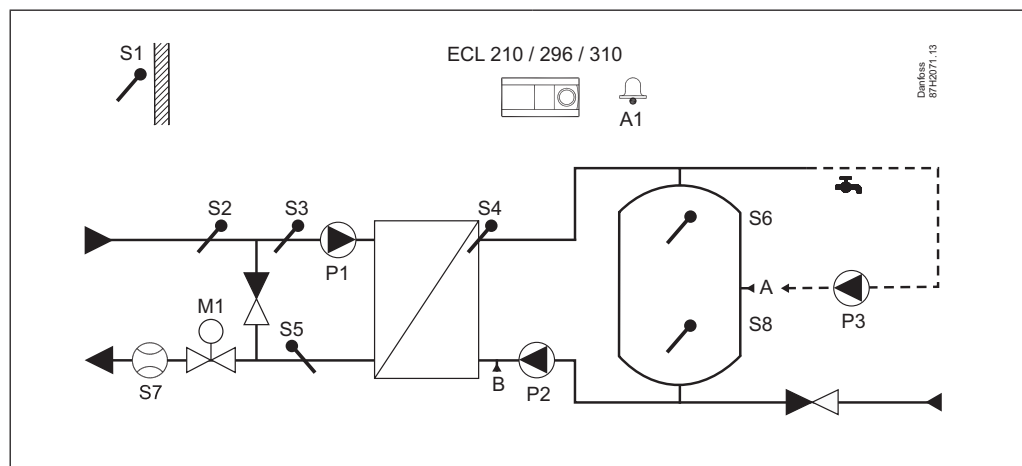 S1
ECL 210 / 296 / 310
A1
Danfoss
87H2071.13
S2
S3
S4
S6
P1
A
M1
S8
P3
S5
S7
B
P2